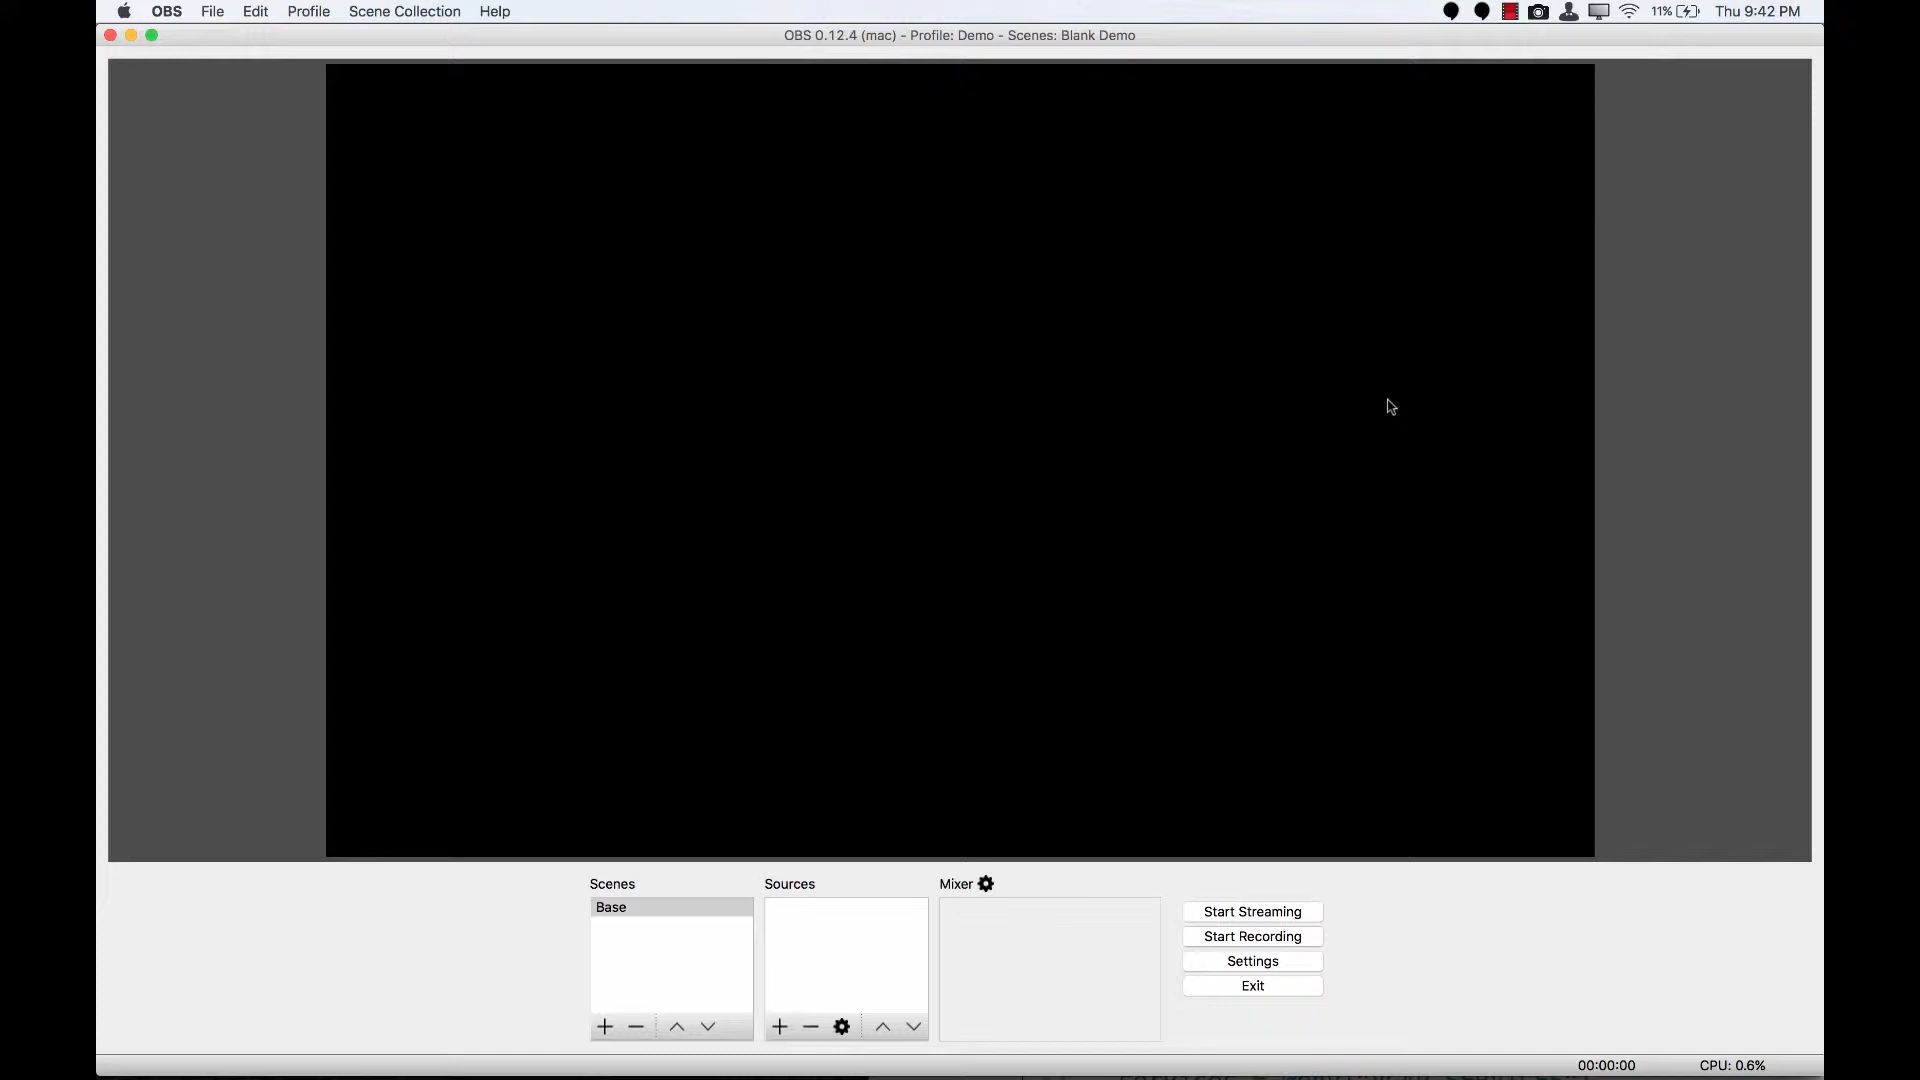 OBS File Edit Profile Scene Collection Help 11% Thu 9:42 PM
OBS 0.12.4 (mac) - Profile: Demo - Scenes: Blank Demo
Scenes
Base
Sources
Mixer
Start Streaming
Start Recording
Settings
Exit
00:00:00 CPU: 0.6%